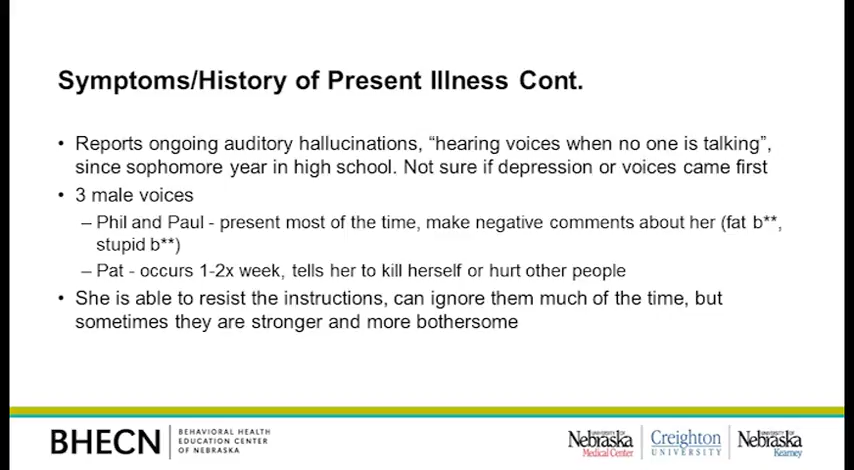 Symptoms/History of Present Illness Cont.
• Reports ongoing auditory hallucinations, “hearing voices when no one is talking”,
since sophomore year in high school. Not sure if depression or voices came first
• 3 male voices
– Phil and Paul - present most of the time, make negative comments about her (fat b**,
stupid b**)
– Pat - occurs 1-2x week, tells her to kill herself or hurt other people
• She is able to resist the instructions, can ignore them much of the time, but
sometimes they are stronger and more bothersome
BHECN
BEHAVIORAL HEALTH
EDUCATION CENTER
OF NEBRASKA
UNIVERSITY OF
Nebraska
Medical Center
Creighton
UNIVERSITY
UNIVERSITY OF
Nebraska
Kearney